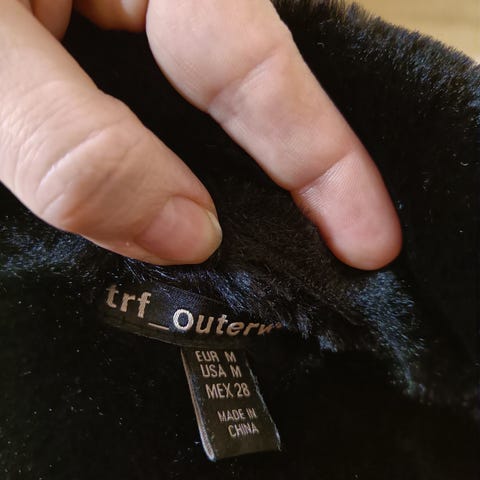 trf_Outerw
EUR M
USA M
MEX 28
MADE IN
CHINA